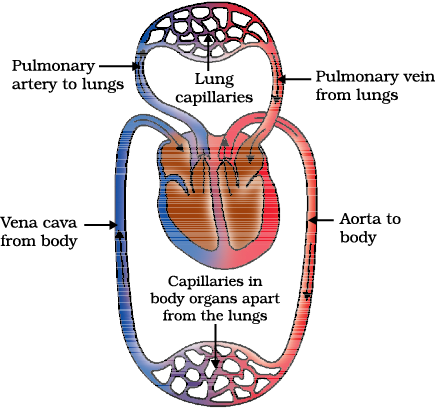 Pulmonary
artery to lungs
Lung
capillaries
Pulmonary vein
from lungs
Vena cava
from body
Aorta to
body
Capillaries in
body organs apart
from the lungs